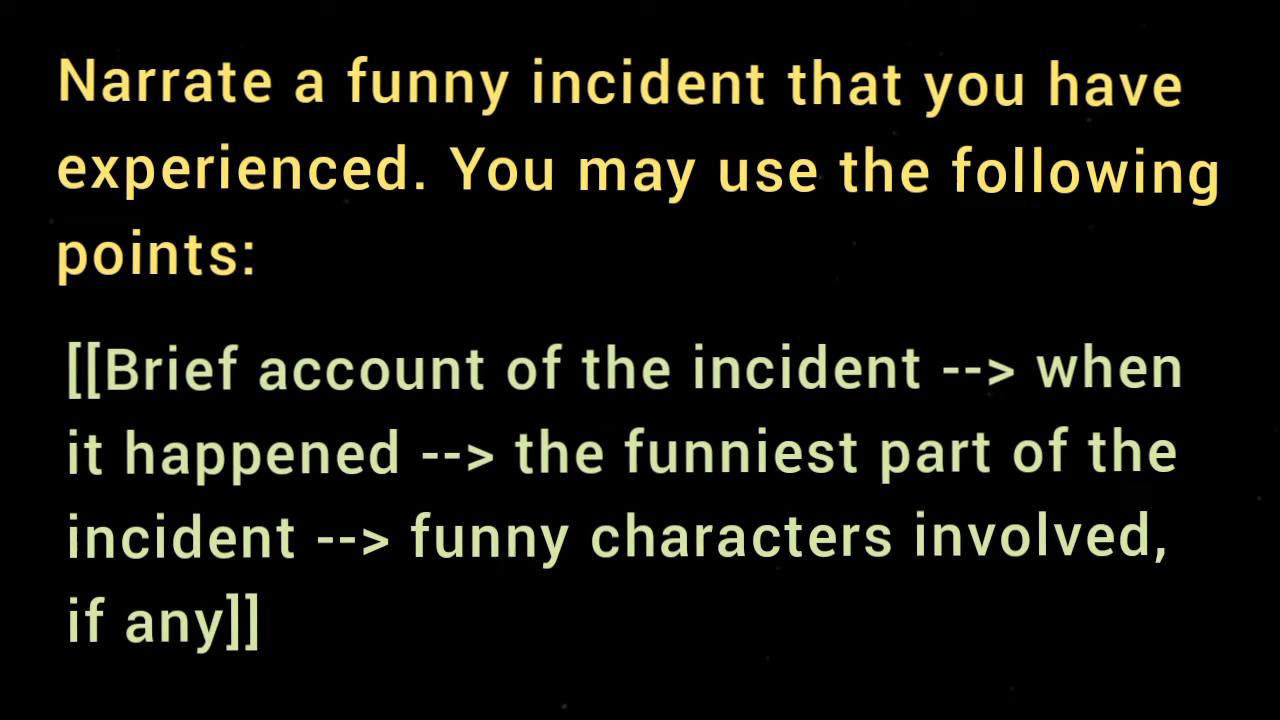 Narrate a funny incident that you have
experienced. You may use the following
points:
[[Brief account of the incident --> when
it happened --> the funniest part of the
incident --> funny characters involved,
if any]]